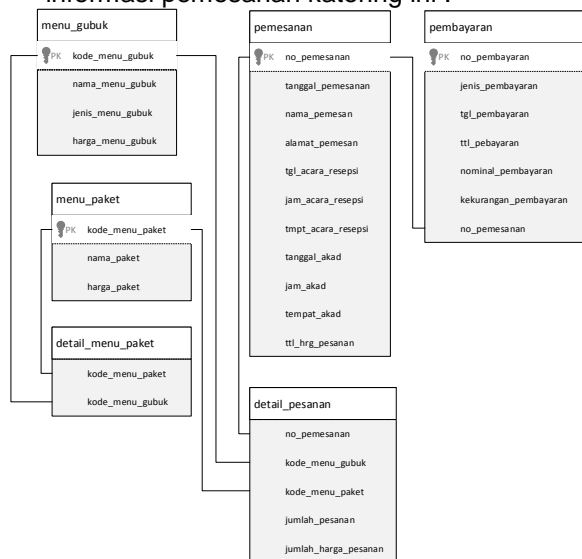 informasi pemesanan katering ini .
menu_gubuk
PK kode_menu_gubuk
nama_menu_gubuk
jenis_menu_gubuk
harga_menu_gubuk
menu_paket
PK kode_menu_paket
nama_paket
harga_paket
detail_menu_paket
kode_menu_paket
kode_menu_gubuk
pemesanan
PK no_pemesanan
tanggal_pemesanan
nama_pemesan
alamat_pemesan
tgl_acara_resepsi
jam_acara_resepsi
tmpt_acara_resepsi
tanggal_akad
jam_akad
tempat_akad
ttl_hrg_pesanan
detail_pesanan
no_pemesanan
kode_menu_gubuk
kode_menu_paket
jumlah_pesanan
jumlah_harga_pesanan
pembayaran
PK no_pembayaran
jenis_pembayaran
tgl_pembayaran
ttl_pebayaran
nominal_pembayaran
kekurangan_pembayaran
no_pemesanan